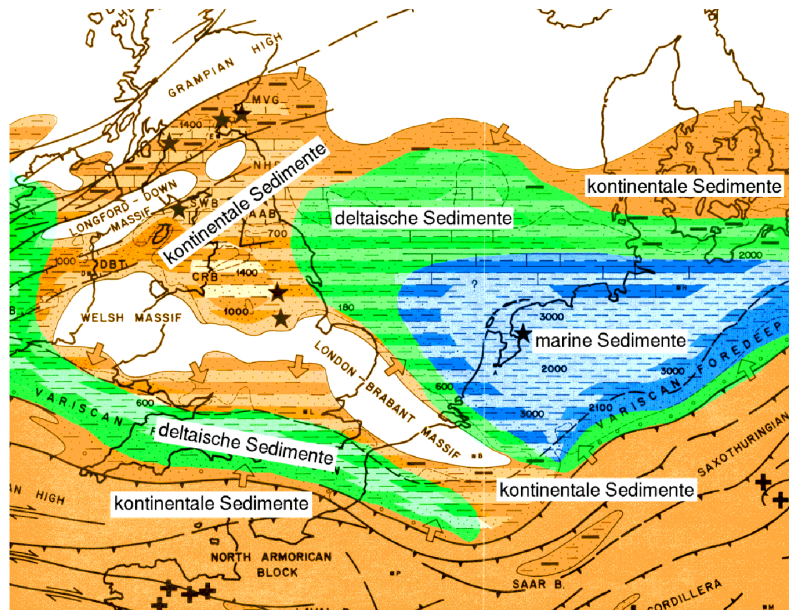 GRAMPIAN HIGH
MVG
1400
NHB
kontinentale Sedimente
kontinentale Sedimente
deltaische Sedimente
LONGFORD - DOWN
MASSIF
SWB
AAB
700
1000
DBT
CRB
1400
1000
2000
?
3000
180
WELSH MASSIF
marine Sedimente
LONDON - BRABANT MASSIF
2000
3000
600
600
3000
2100
VARISCAN FOREDEEP
VARISCAN
deltaische Sedimente
kontinentale Sedimente
kontinentale Sedimente
SAXOTHURINGIAN
HIGH
NORTH ARMORICAN
BLOCK
SAAR B.
CORDILLERA